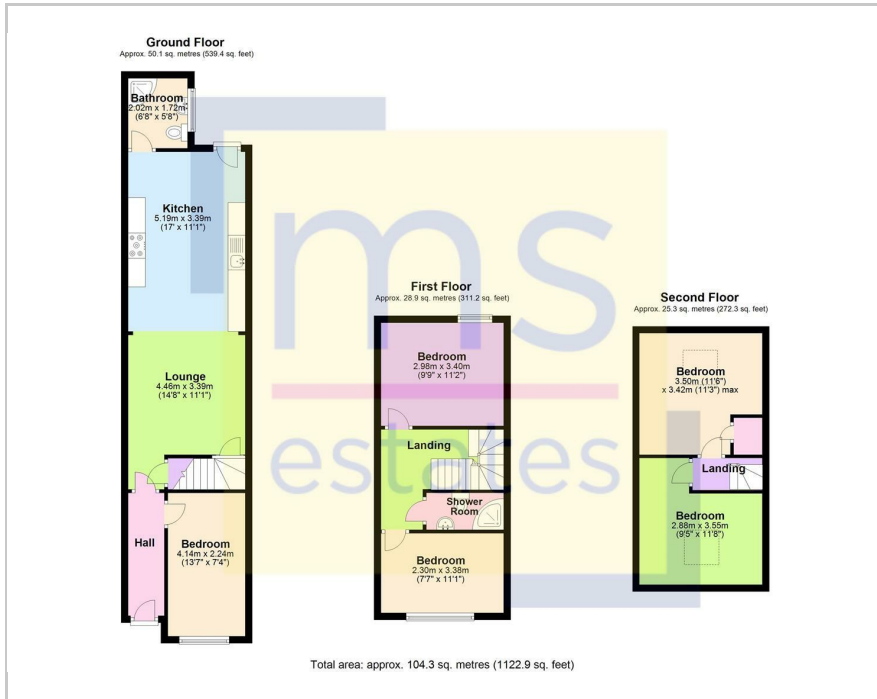 Ground Floor
Approx. 50.1 sq. metres (539.4 sq. feet)
Bathroom
2.02m x 1.72m
(6'8" x 5'8")
Kitchen
5.19m x 3.39m
(17' x 11'1")
Lounge
4.46m x 3.39m
(14'8" x 11'1")
Hall
Bedroom
4.14m x 2.24m
(13'7" x 7'4")
First Floor
Approx. 28.9 sq. metres (311.2 sq. feet)
Bedroom
2.98m x 3.40m
(9'9" x 11'2")
Landing
Shower
Room
Bedroom
2.30m x 3.38m
(7'7" x 11'1")
Second Floor
Approx. 25.3 sq. metres (272.3 sq. feet)
Bedroom
3.50m (11'6")
x 3.42m (11'3") max
Landing
Bedroom
2.88m x 3.55m
(9'5" x 11'8")
ms
estates
Total area: approx. 104.3 sq. metres (1122.9 sq. feet)